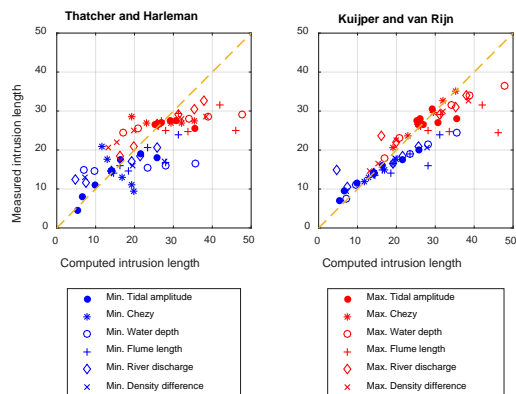 Thatcher and Harleman
Kuijper and van Rijn
50
40
30
20
10
0
0 10 20 30 40 50
Measured intrusion length
Computed intrusion length
50
40
30
20
10
0
0 10 20 30 40 50
Computed intrusion length
Min. Tidal amplitude
Min. Chezy
Min. Water depth
Min. Flume length
Min. River discharge
Min. Density difference
Max. Tidal amplitude
Max. Chezy
Max. Water depth
Max. Flume length
Max. River discharge
Max. Density difference